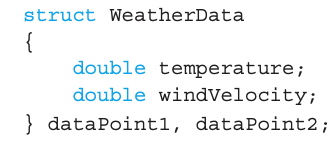 struct WeatherData
{
    double temperature;
    double windVelocity;
} dataPoint1, dataPoint2;